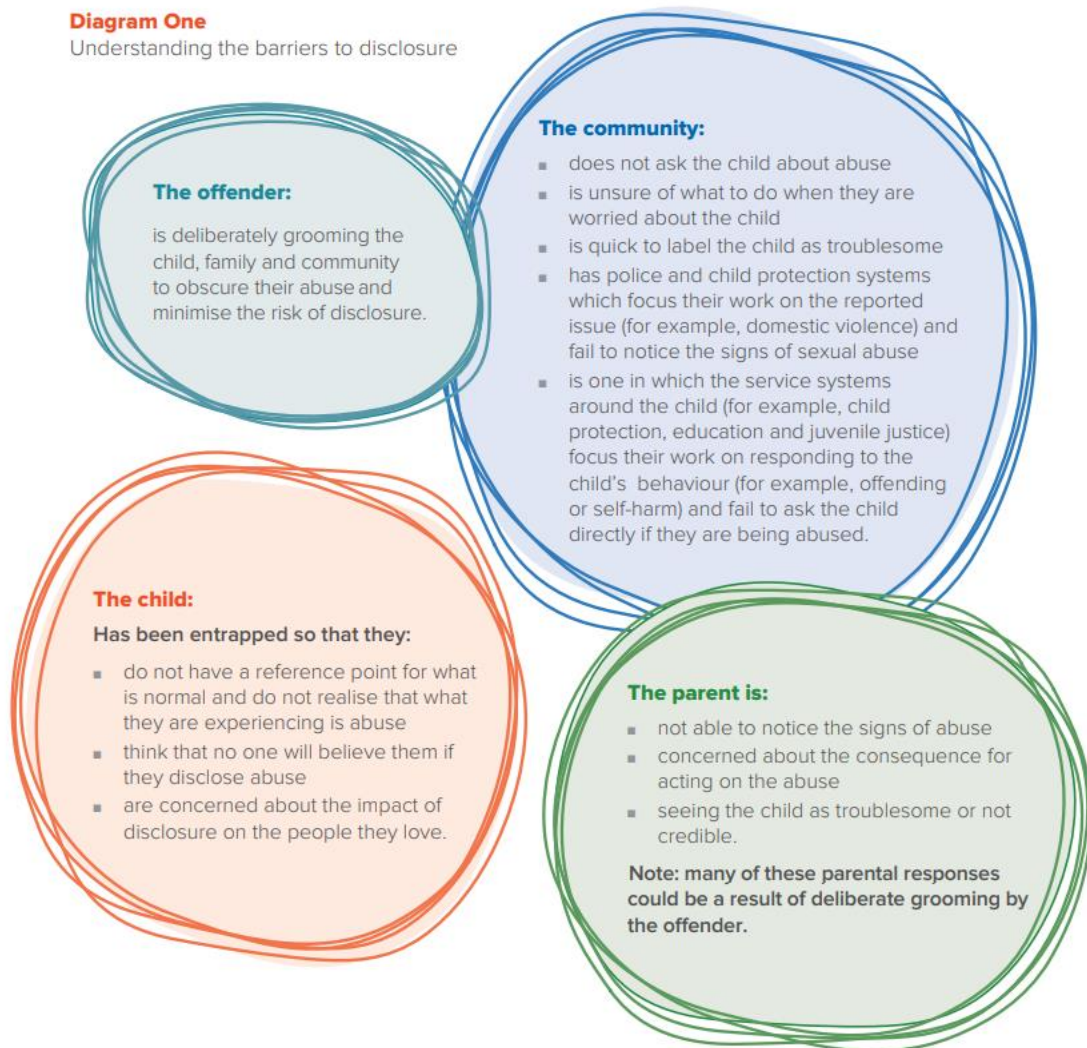 Diagram One
Understanding the barriers to disclosure
The offender:
is deliberately grooming the
child, family and community
to obscure their abuse and
minimise the risk of disclosure.
The community:
▪ does not ask the child about abuse
▪ is unsure of what to do when they are
worried about the child
▪ is quick to label the child as troublesome
▪ has police and child protection systems
which focus their work on the reported
issue (for example, domestic violence) and
fail to notice the signs of sexual abuse
▪ is one in which the service systems
around the child (for example, child
protection, education and juvenile justice)
focus their work on responding to the
child's behaviour (for example, offending
or self-harm) and fail to ask the child
directly if they are being abused.
The child:
Has been entrapped so that they:
▪ do not have a reference point for what
is normal and do not realise that what
they are experiencing is abuse
▪ think that no one will believe them if
they disclose abuse
▪ are concerned about the impact of
disclosure on the people they love.
The parent is:
▪ not able to notice the signs of abuse
▪ concerned about the consequence for
acting on the abuse
▪ seeing the child as troublesome or not
credible.
Note: many of these parental responses
could be a result of deliberate grooming by
the offender.